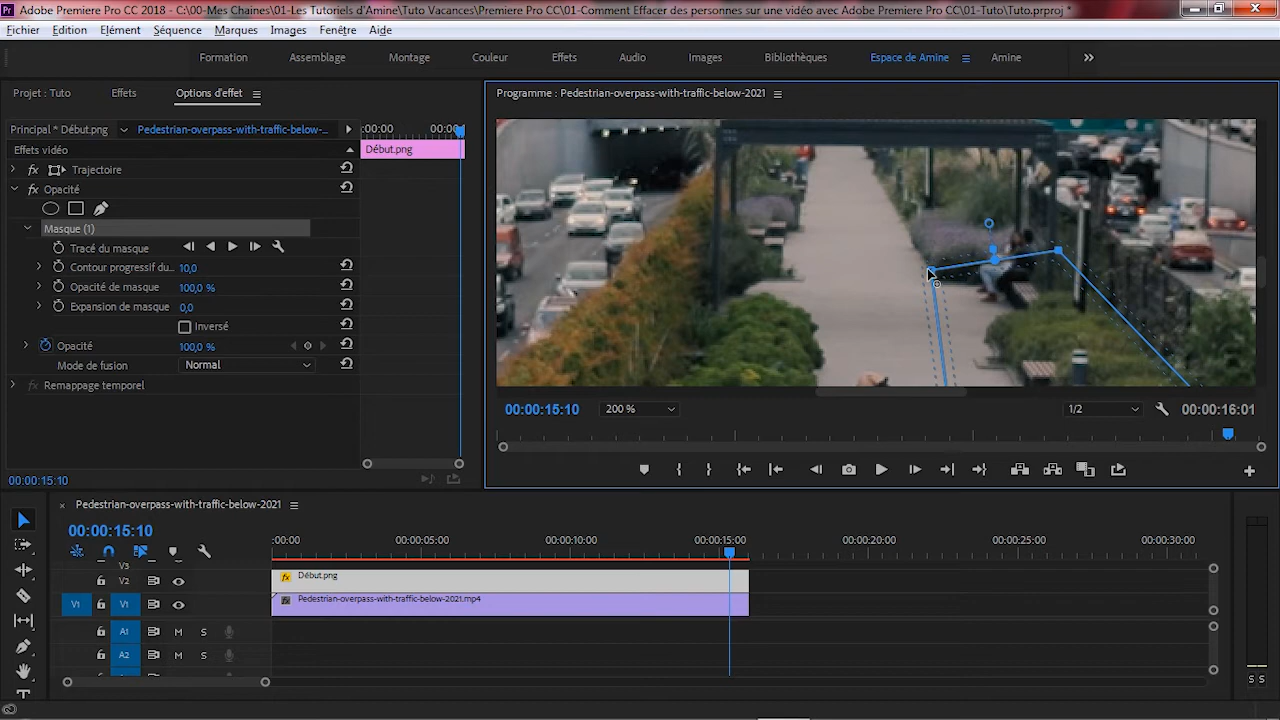 Adobe Premiere Pro CC 2018 - C:\00-Mes Chaines\01-Les Tutoriels d'Amine\Tuto Vacances\Premiere Pro CC\01-Comment Effacer des personnes sur une vidéo avec Adobe Premiere Pro CC\01-Tuto\Tuto.prproj *
Fichier Edition Elément Séquence Marques Images Fenêtre Aide
Formation Assemblage Montage Couleur Effets Audio Images Bibliothèques Espace de Amine Amine
Projet : Tuto Effets Options d'effet
Programme : Pedestrian-overpass-with-traffic-below-2021
Principal * Début.png Pedestrian-overpass-with-traffic-below-...
:00:00 00:00:
Effets vidéo
Début.png
fx Trajectoire
fx Opacité
Masque (1)
Tracé du masque
Contour progressif du... 10,0
Opacité de masque 100,0 %
Expansion de masque 0,0
Inversé
Opacité 100,0 %
Mode de fusion Normal
fx Remappage temporel
00:00:15:10
00:00:15:10 200 % 1/2 00:00:16:01
Pedestrian-overpass-with-traffic-below-2021
00:00:15:10
:00:00 00:00:05:00 00:00:10:00 00:00:15:00 00:00:20:00 00:00:25:00 00:00:30:00
V3
V2 fx Début.png
V1 V1 fx Pedestrian-overpass-with-traffic-below-2021.mp4
A1 M S
A2 M S
S S